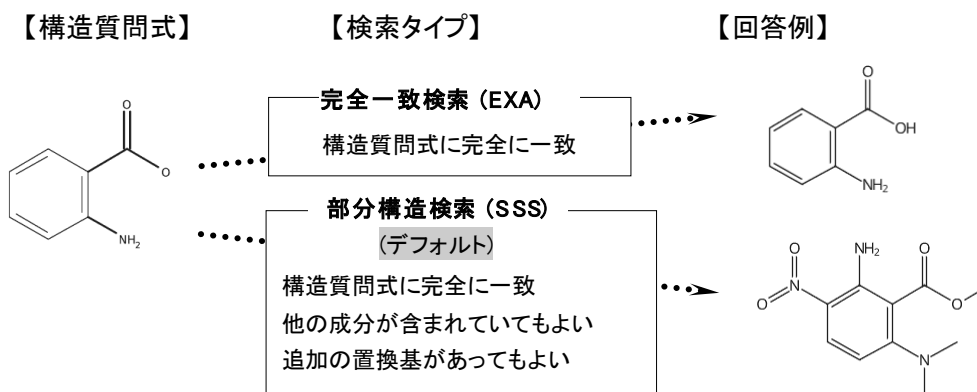 【構造質問式】 【検索タイプ】 【回答例】
完全一致検索 (EXA)
構造質問式に完全に一致
O
O
NH2
O
OH
NH2
部分構造検索 (SSS)
(デフォルト)
構造質問式に完全に一致
他の成分が含まれていてもよい
追加の置換基があってもよい
O
NH2
O
N
O
O
N